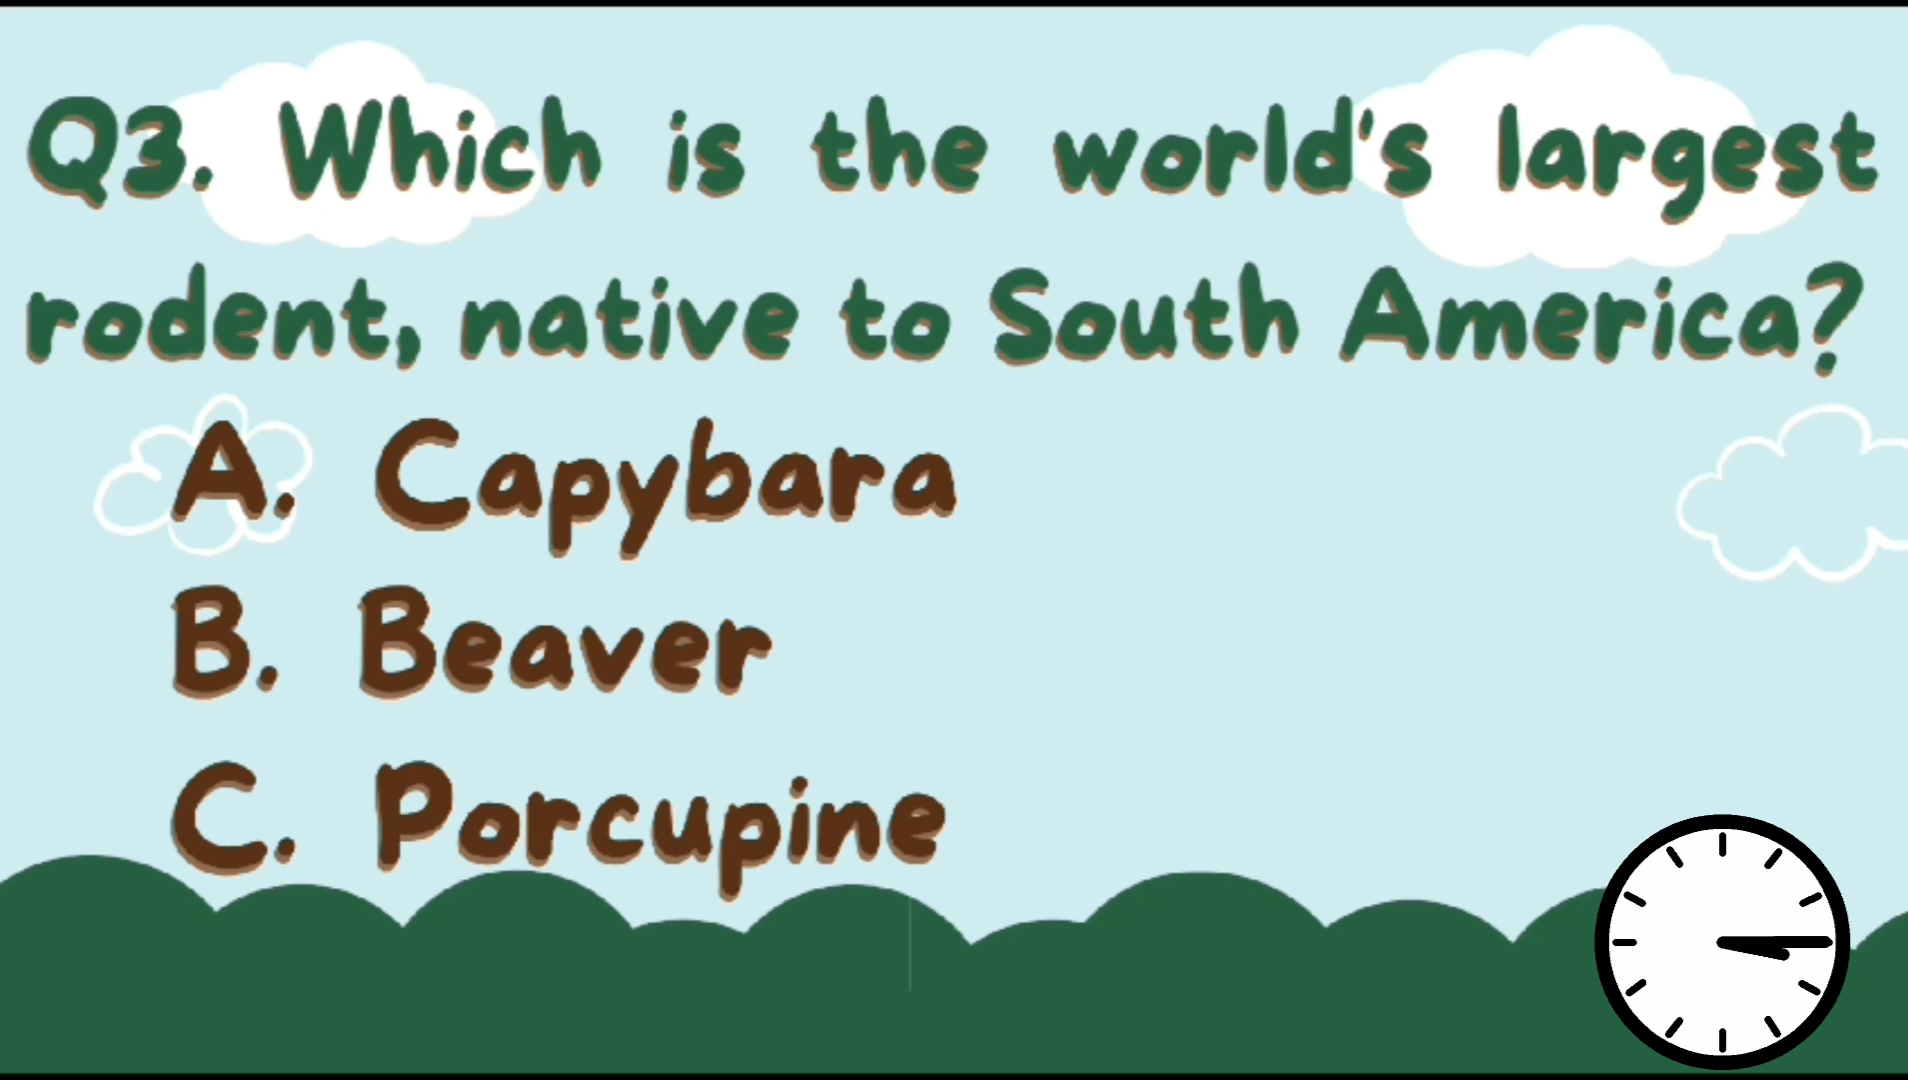 Q3. Which is the world's largest
rodent, native to South America?
A. Capybara
B. Beaver
C. Porcupine